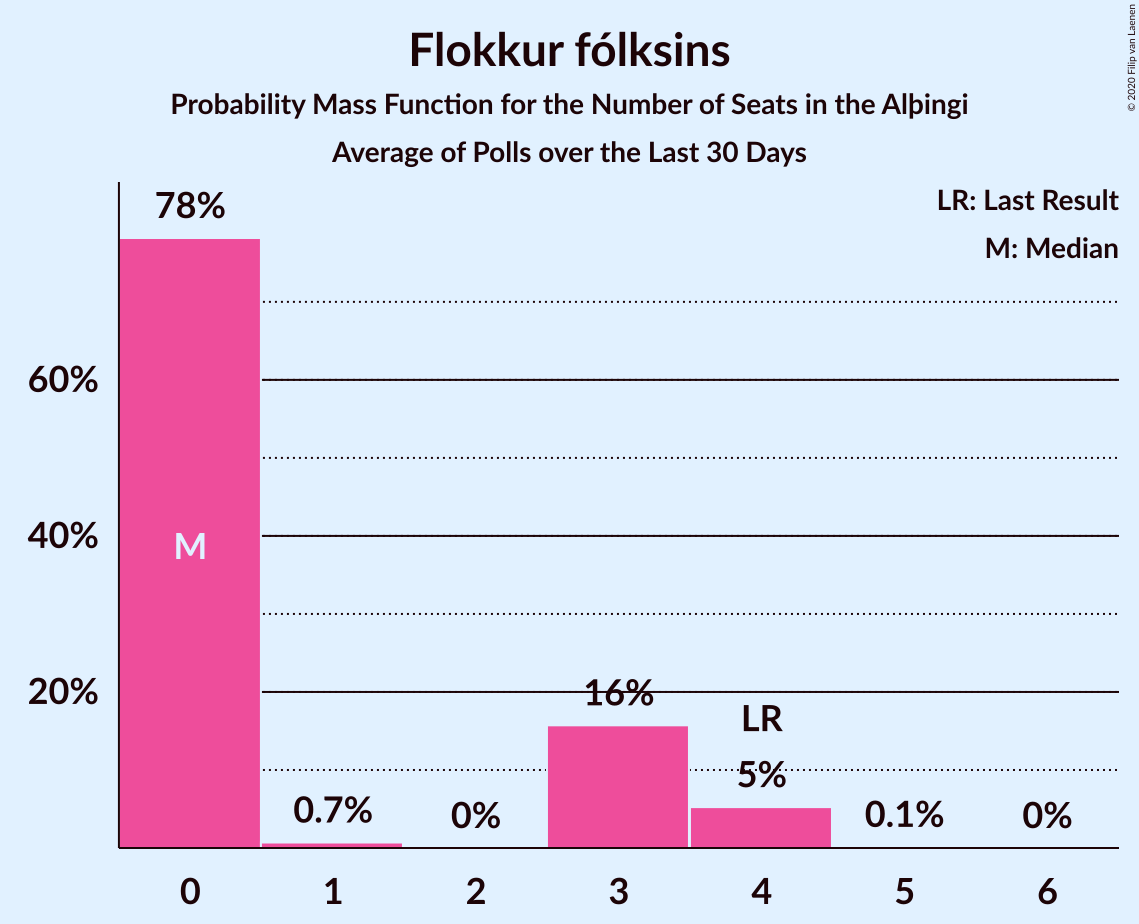 Flokkur fólksins
Probability Mass Function for the Number of Seats in the Alþingi
Average of Polls over the Last 30 Days
© 2020 Filip van Laenen
LR: Last Result
M: Median
78%
60%
40%
20%
M
0.7%
0%
16%
LR
5%
0.1%
0%
0 1 2 3 4 5 6